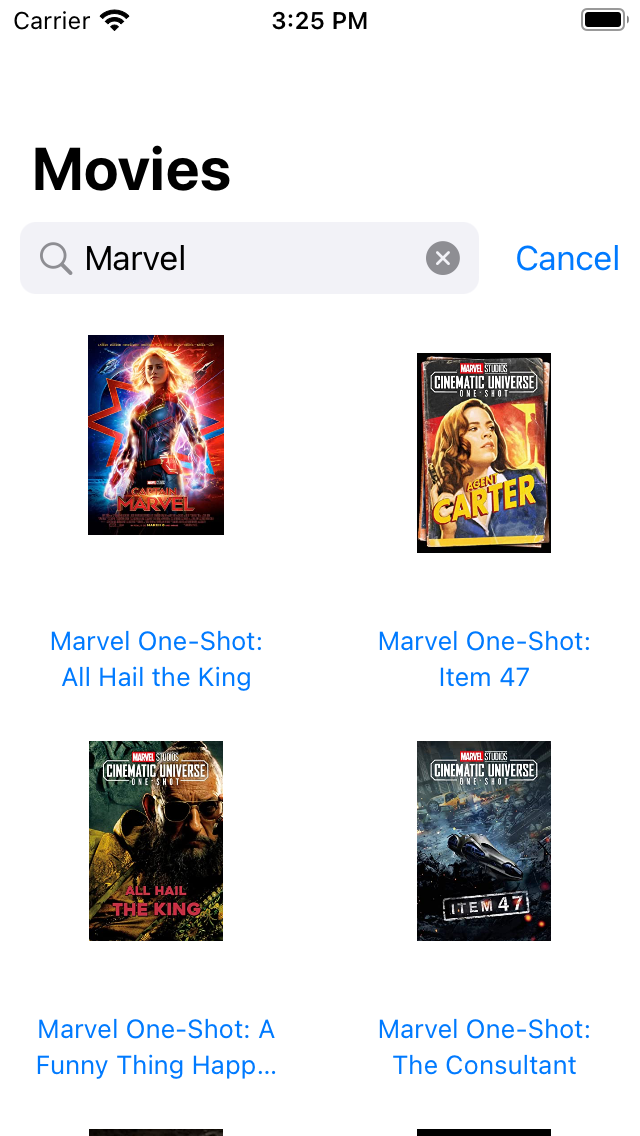 Carrier
3:25 PM
Movies
Marvel
Cancel
CAPTAIN
MARVEL
MARVEL STUDIOS
CINEMATIC UNIVERSE
ONE-SHOT
AGENT
CARTER
Marvel One-Shot:
All Hail the King
Marvel One-Shot:
Item 47
MARVEL STUDIOS
CINEMATIC UNIVERSE
ONE-SHOT
ALL HAIL
THE KING
MARVEL STUDIOS
CINEMATIC UNIVERSE
ONE-SHOT
ITEM 47
Marvel One-Shot: A
Funny Thing Happ...
Marvel One-Shot:
The Consultant